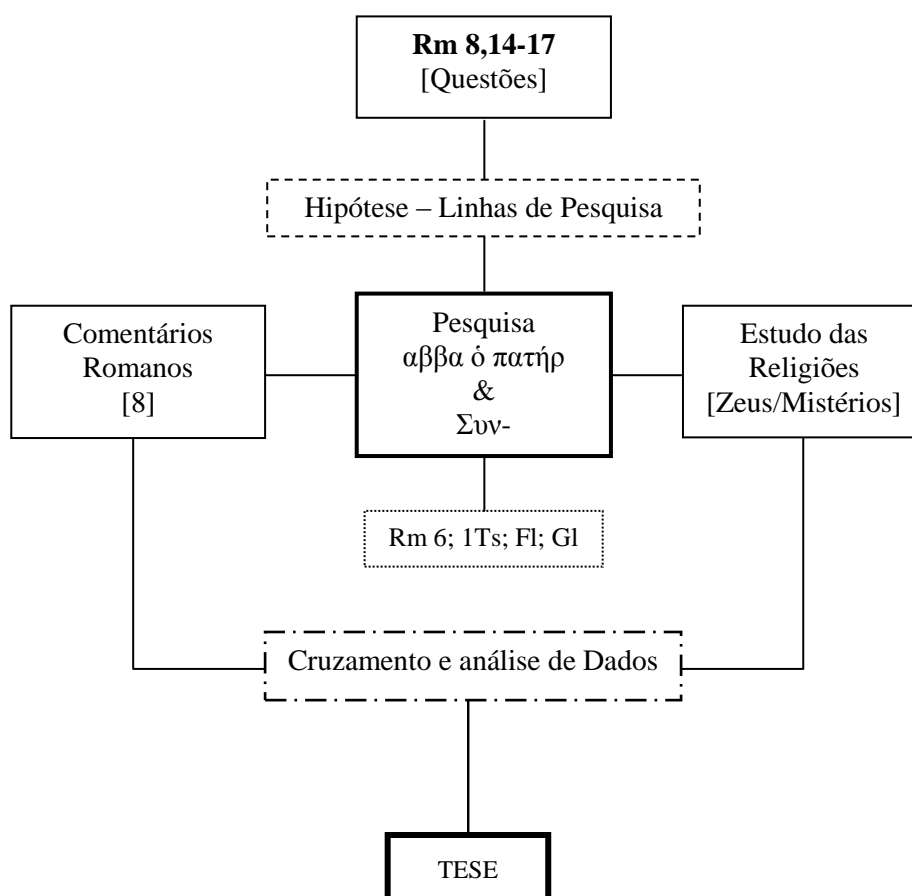 Rm 8,14-17
[Questões]
Hipótese – Linhas de Pesquisa
Comentários
Romanos
[8]
Pesquisa
αββα ὁ πατήρ
&
Συν-
Estudo das
Religiões
[Zeus/Mistérios]
Rm 6; 1Ts; Fl; Gl
Cruzamento e análise de Dados
TESE